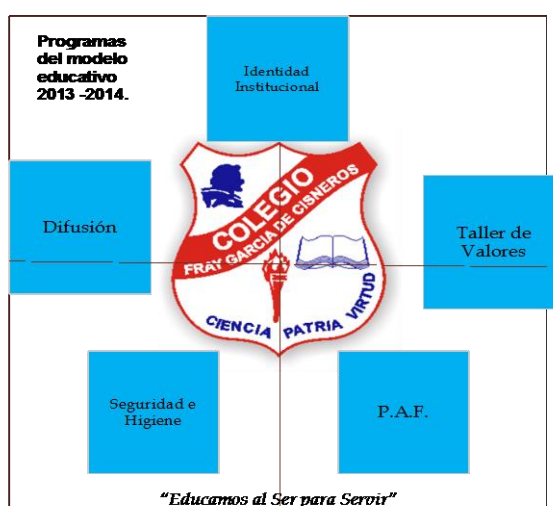 Programas
del modelo
educativo
2013 -2014.
Identidad
Institucional
Difusión
COLEGIO
FRAY GARCIA DE CISNEROS
CIENCIA PATRIA VIRTUD
Taller de
Valores
Seguridad e
Higiene
P.A.F.
“Educamos al Ser para Servir”